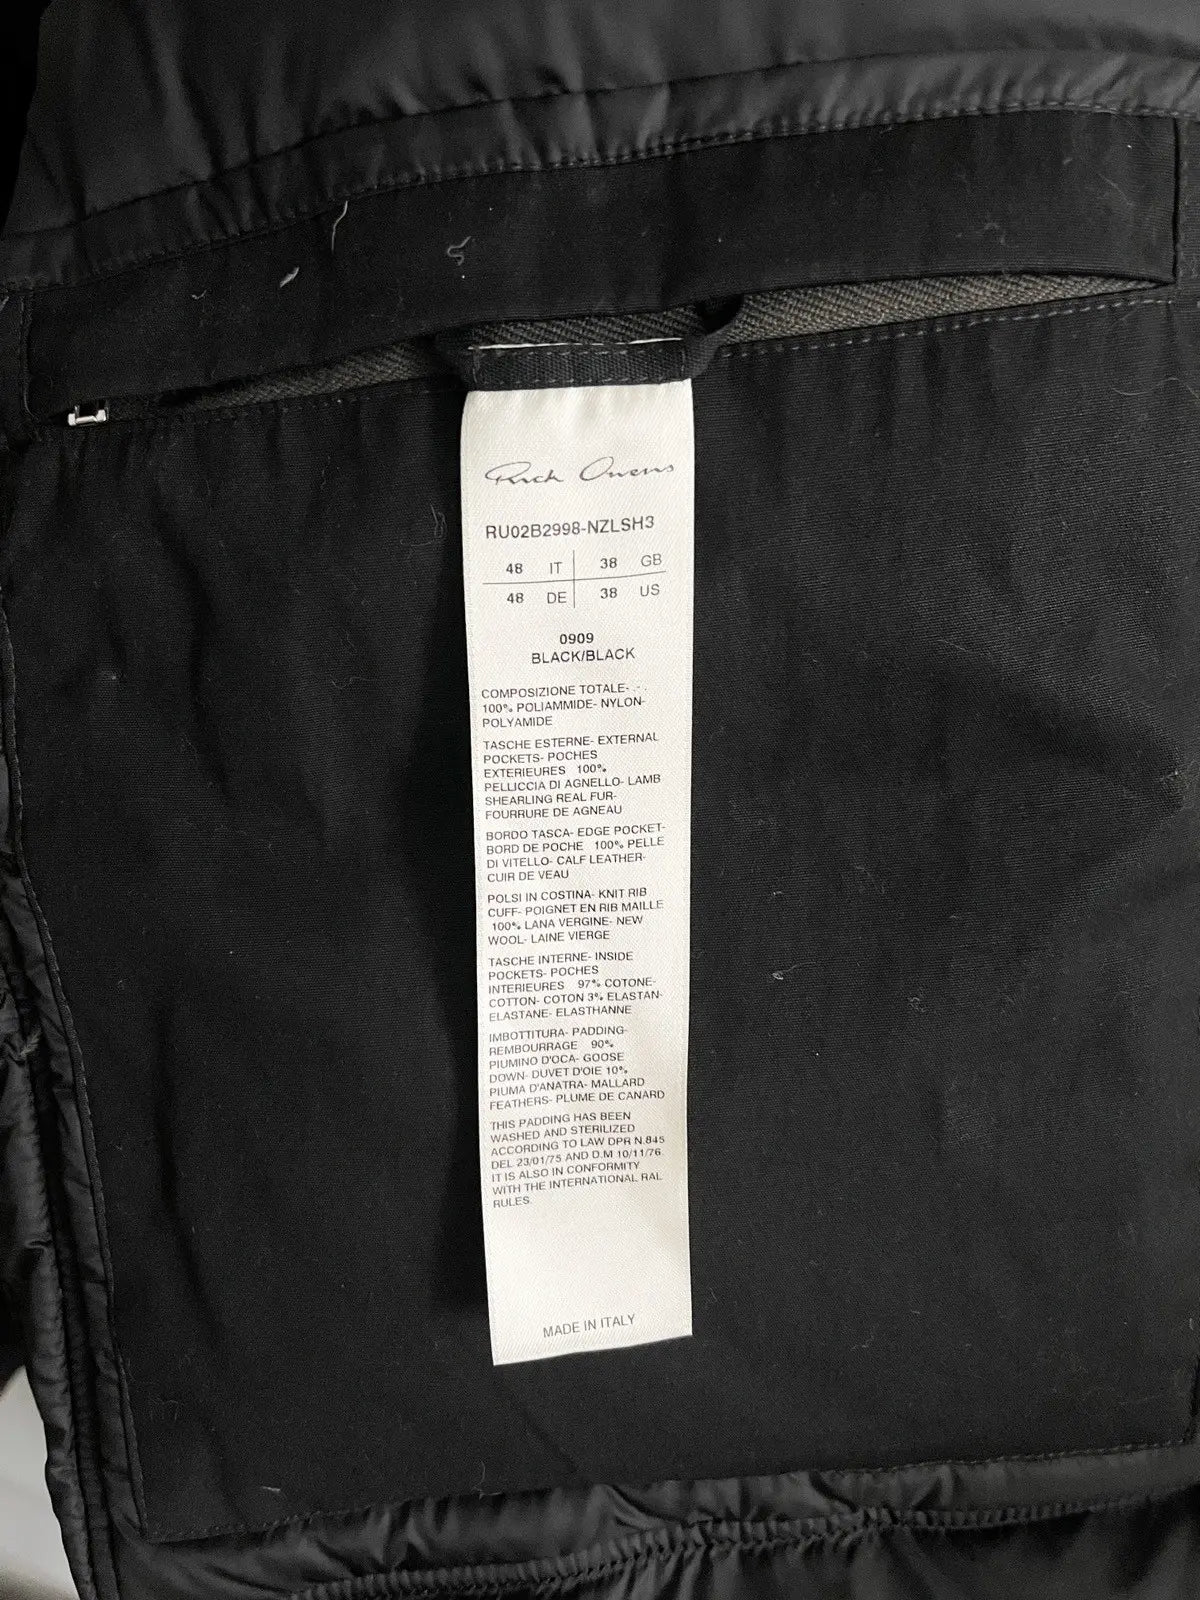 Rick Owens
RU02B2998-NZLSH3
48 IT 38 GB
48 DE 38 US
0909
BLACK/BLACK
COMPOSIZIONE TOTALE- .- .
100% POLIAMMIDE- NYLON-
POLYAMIDE
TASCHE ESTERNE- EXTERNAL
POCKETS- POCHES
EXTERIEURES 100%
PELLICCIA DI AGNELLO- LAMB
SHEARLING REAL FUR-
FOURRURE DE AGNEAU
BORDO TASCA- EDGE POCKET-
BORD DE POCHE 100% PELLE
DI VITELLO- CALF LEATHER-
CUIR DE VEAU
POLSI IN COSTINA- KNIT RIB
CUFF- POIGNET EN RIB MAILLE
100% LANA VERGINE- NEW
WOOL- LAINE VIERGE
TASCHE INTERNE- INSIDE
POCKETS- POCHES
INTERIEURES 97% COTONE-
COTTON- COTON 3% ELASTAN-
ELASTANE- ELASTHANNE
IMBOTTITURA- PADDING-
REMBOURRAGE 90%
PIUMINO D'OCA- GOOSE
DOWN- DUVET D'OIE 10%
PIUMA D'ANATRA- MALLARD
FEATHERS- PLUME DE CANARD
THIS PADDING HAS BEEN
WASHED AND STERILIZED
ACCORDING TO LAW DPR N.845
DEL 23/01/75 AND D.M 10/11/76
IT IS ALSO IN CONFORMITY
WITH THE INTERNATIONAL RAL
RULES.
MADE IN ITALY